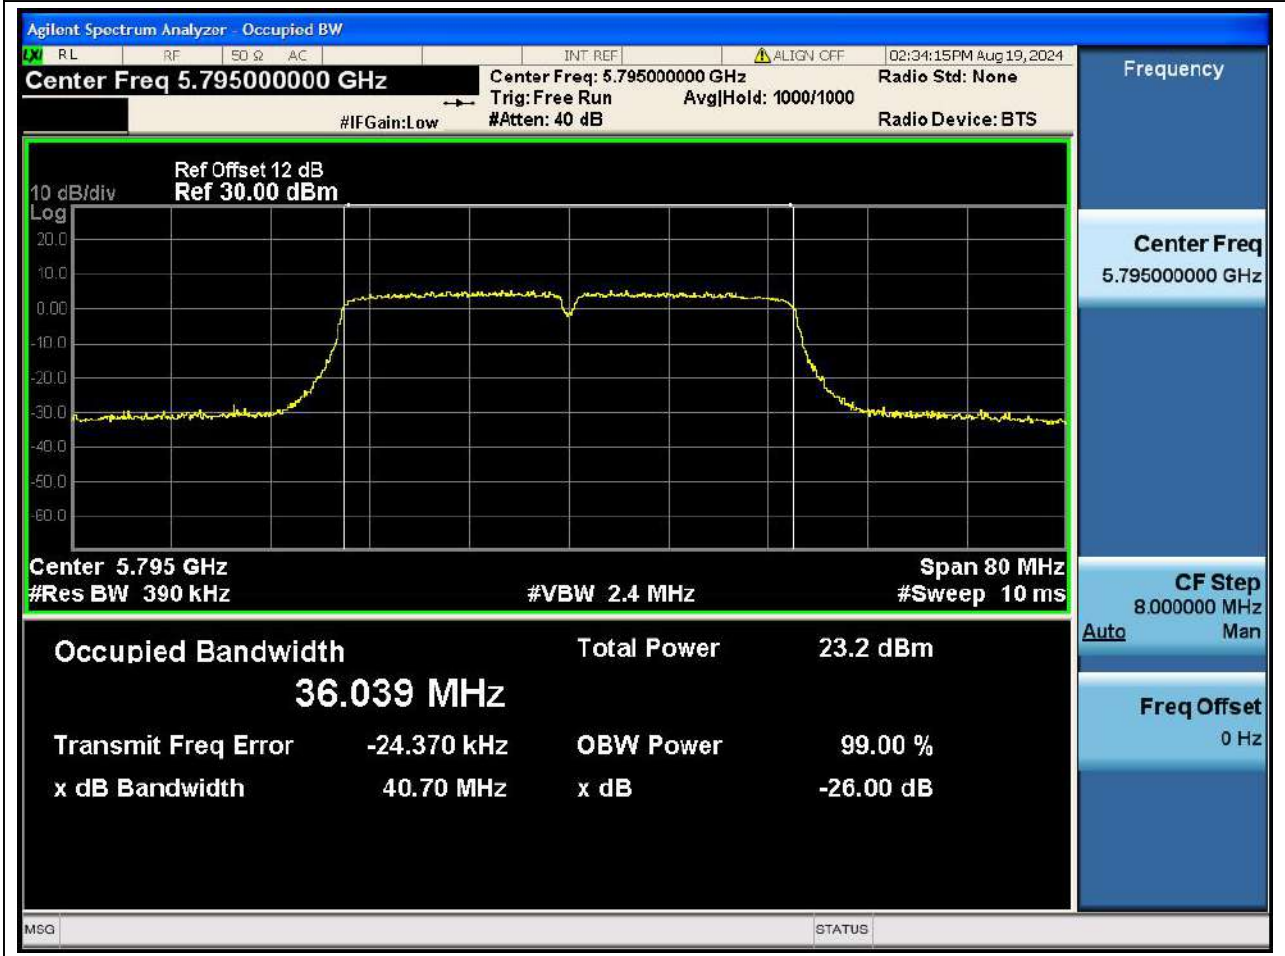 Agilent Spectrum Analyzer - Occupied BW
LXI RL RF 50 Ω AC INT REF ALIGN OFF 02:34:15PM Aug 19, 2024
Center Freq 5.795000000 GHz
Center Freq: 5.795000000 GHz
Radio Std: None
Trig: Free Run Avg|Hold: 1000/1000
#IFGain:Low #Atten: 40 dB Radio Device: BTS
Frequency
Ref Offset 12 dB
10 dB/div Ref 30.00 dBm
Log
20.0
10.0
0.00
-10.0
-20.0
-30.0
-40.0
-50.0
-60.0
Center 5.795 GHz Span 80 MHz
#Res BW 390 kHz #VBW 2.4 MHz #Sweep 10 ms
Occupied Bandwidth Total Power 23.2 dBm
36.039 MHz
Transmit Freq Error -24.370 kHz OBW Power 99.00 %
x dB Bandwidth 40.70 MHz x dB -26.00 dB
Center Freq
5.795000000 GHz
CF Step
8.000000 MHz
Auto Man
Freq Offset
0 Hz
MSG STATUS